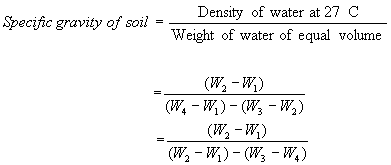 Specific gravity of soil = Density of water at 27 C / Weight of water of equal volume
= (W₂ − W₁) / (W₄ − W₁) − (W₃ − W₂)
= (W₂ − W₁) / (W₂ − W₁) − (W₃ − W₄)